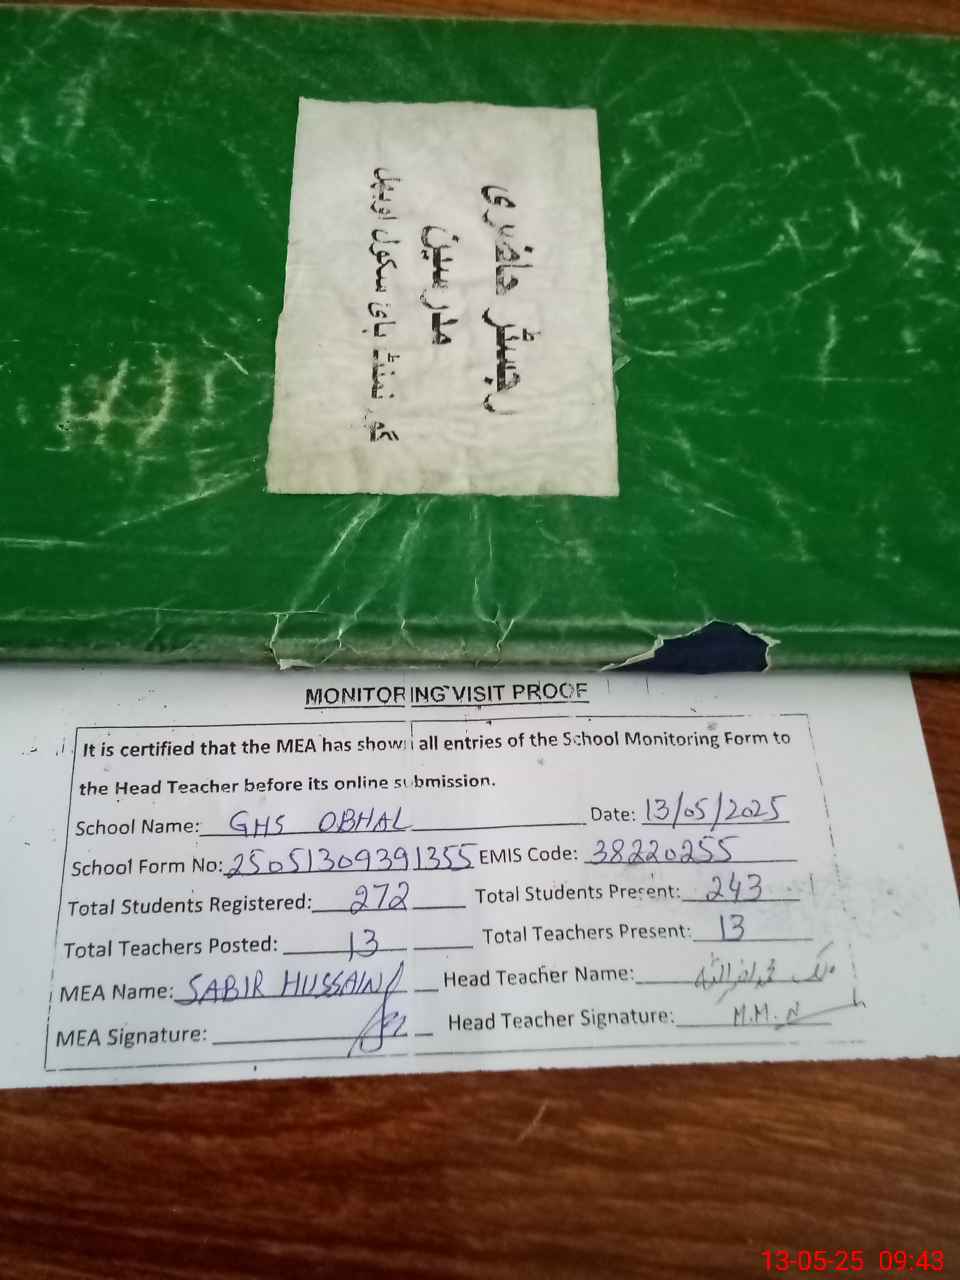 رجسٹر حاضری
مدرسین
گورنمنٹ ہائی سکول اوبھل
MONITORING VISIT PROOF
It is certified that the MEA has shown all entries of the School Monitoring Form to
the Head Teacher before its online submission.
School Name: GHS OBHAL Date: 13/05/2025
School Form No: 25051309391355 EMIS Code: 38220255
Total Students Registered: 272 Total Students Present: 243
Total Teachers Posted: 13 Total Teachers Present: 13
MEA Name: SABIR HUSSAIN Head Teacher Name: ملک
MEA Signature: Head Teacher Signature: M.M.N
13-05-25 09:43